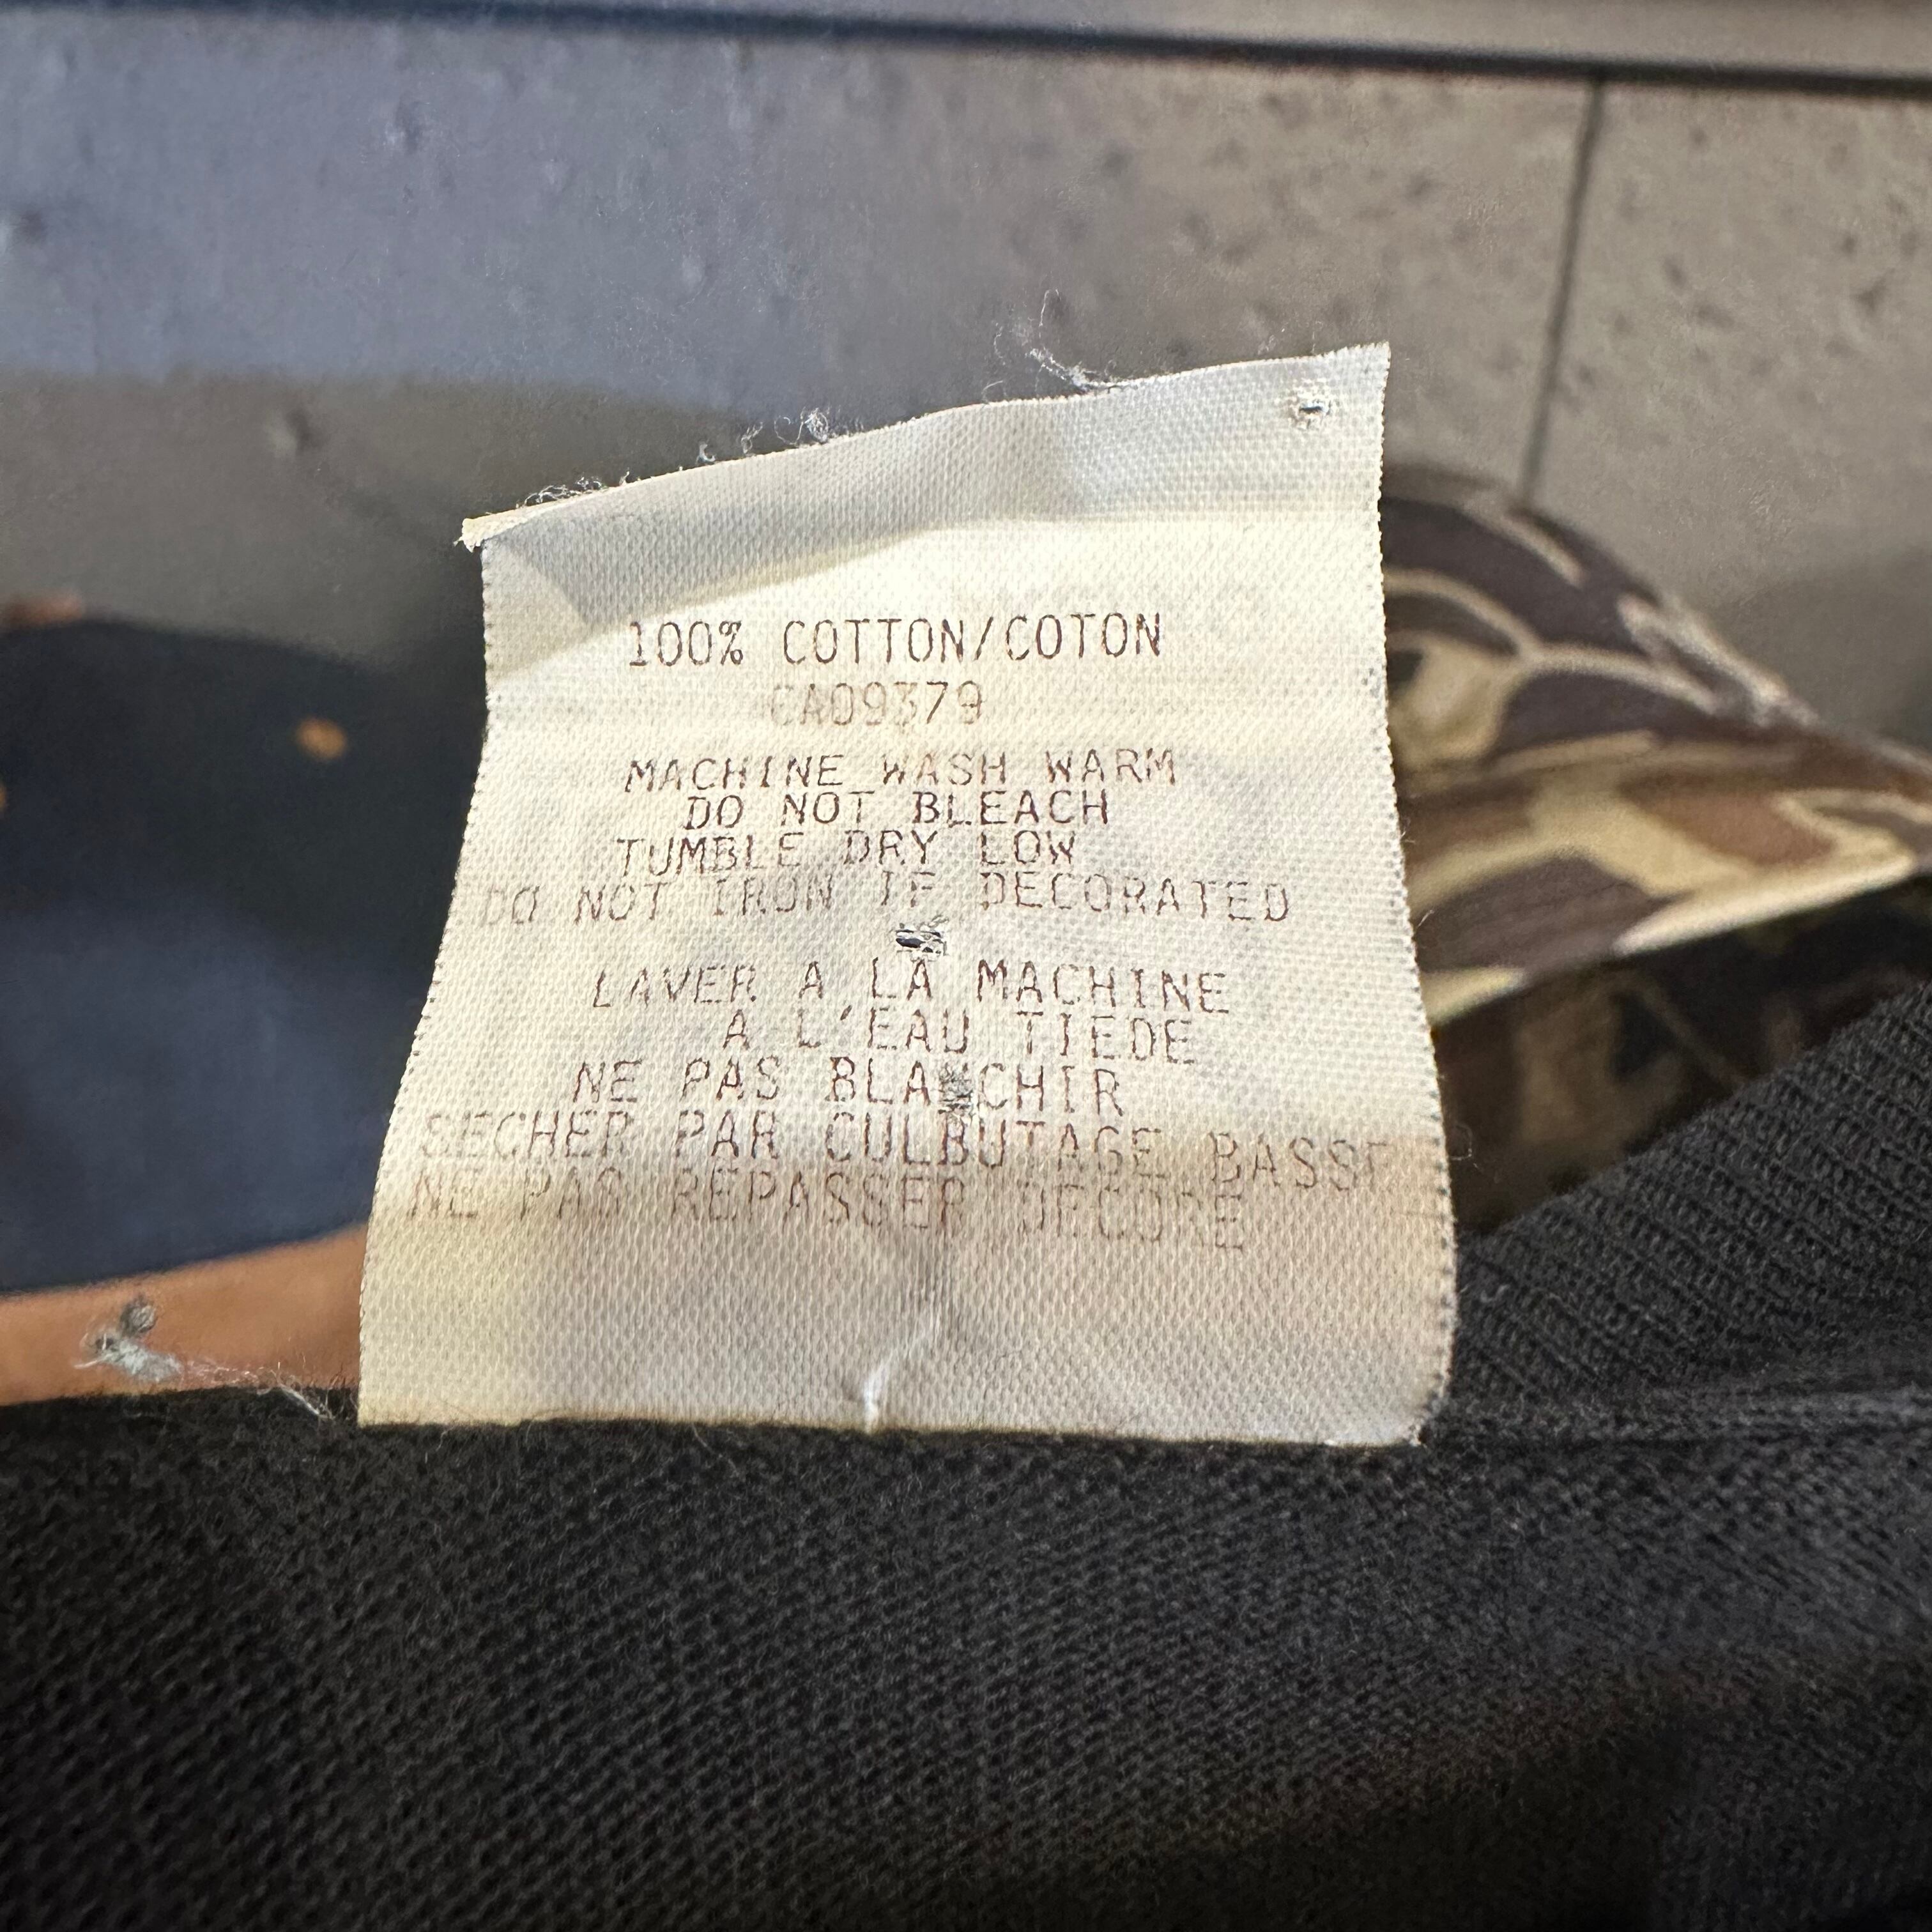 100% COTTON/COTON
CA09379
MACHINE WASH WARM
DO NOT BLEACH
TUMBLE DRY LOW
DO NOT IRON IF DECORATED
LAVER A LA MACHINE
A L'EAU TIEDE
NE PAS BLANCHIR
SECHER PAR CULBUTAGE BASSE
NE PAS REPASSER DECORE